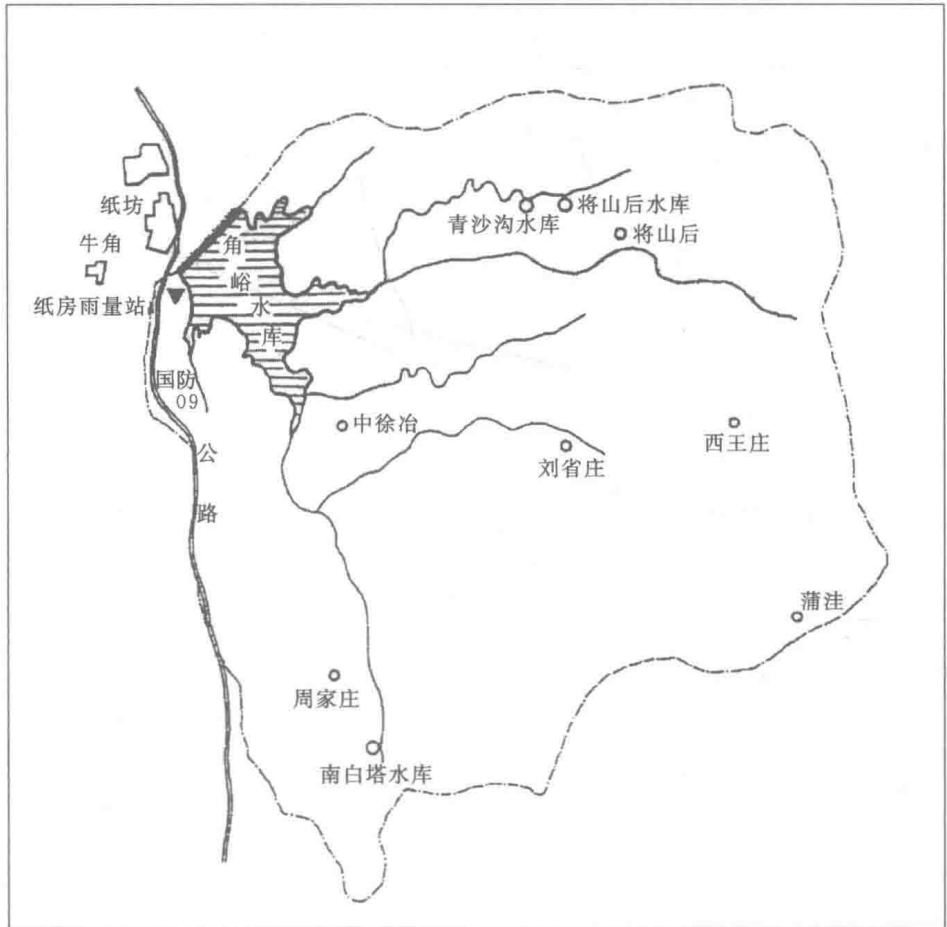 纸坊
牛角
纸房雨量站
角
峪
水
库
青沙沟水库
将山后水库
将山后
国防
09
公
路
中徐冶
刘省庄
西王庄
蒲洼
周家庄
南白塔水库